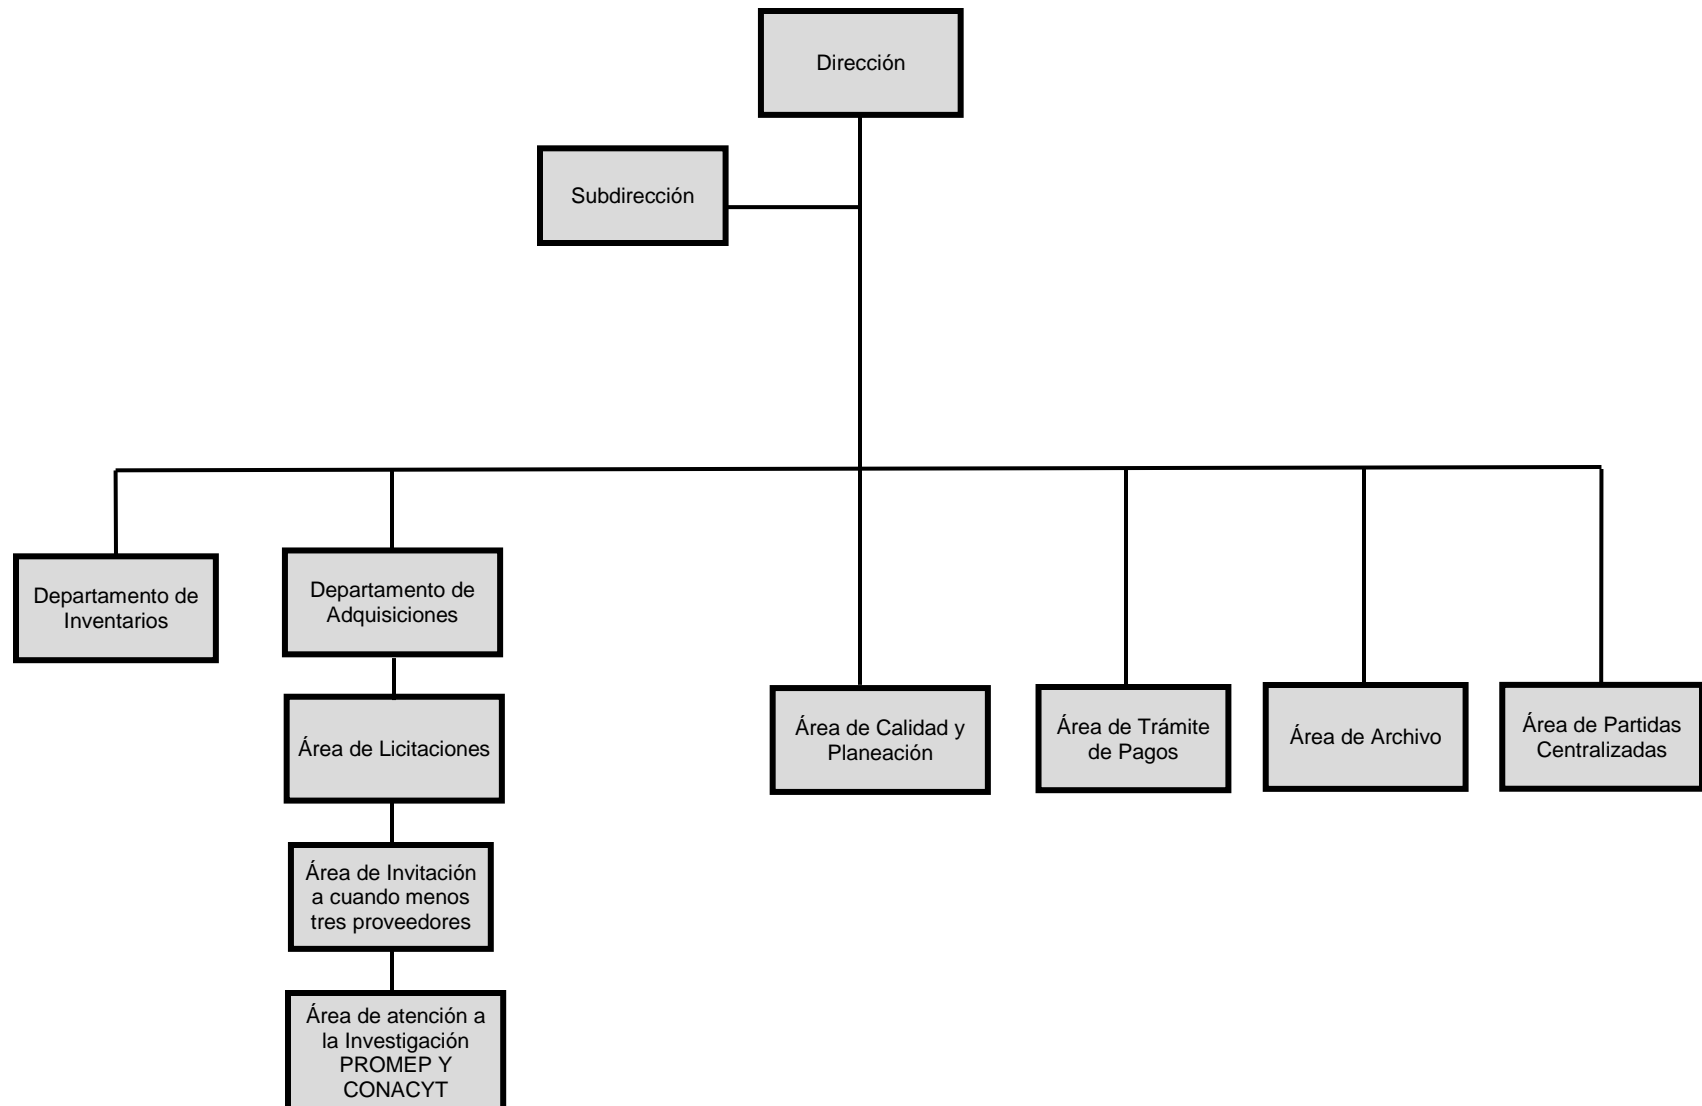 Dirección
Subdirección
Departamento de
Inventarios
Departamento de
Adquisiciones
Área de Licitaciones
Área de Invitación
a cuando menos
tres proveedores
Área de atención a
la Investigación
PROMEP Y
CONACYT
Área de Calidad y
Planeación
Área de Trámite
de Pagos
Área de Archivo
Área de Partidas
Centralizadas